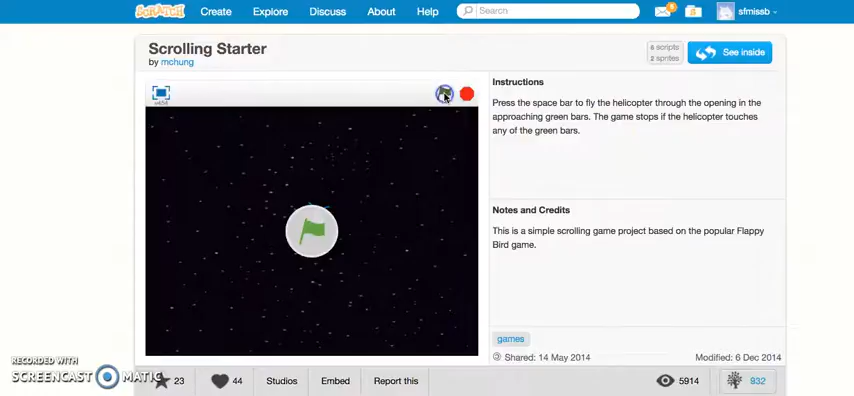 SCRATCH Create Explore Discuss About Help Search sfmissb
Scrolling Starter
by mchung
6 scripts
2 sprites
See inside
Instructions
Press the space bar to fly the helicopter through the opening in the
approaching green bars. The game stops if the helicopter touches
any of the green bars.
Notes and Credits
This is a simple scrolling game project based on the popular Flappy
Bird game.
games
Shared: 14 May 2014 Modified: 6 Dec 2014
RECORDED WITH
SCREENCAST MATIC
23 44 Studios Embed Report this 5914 932